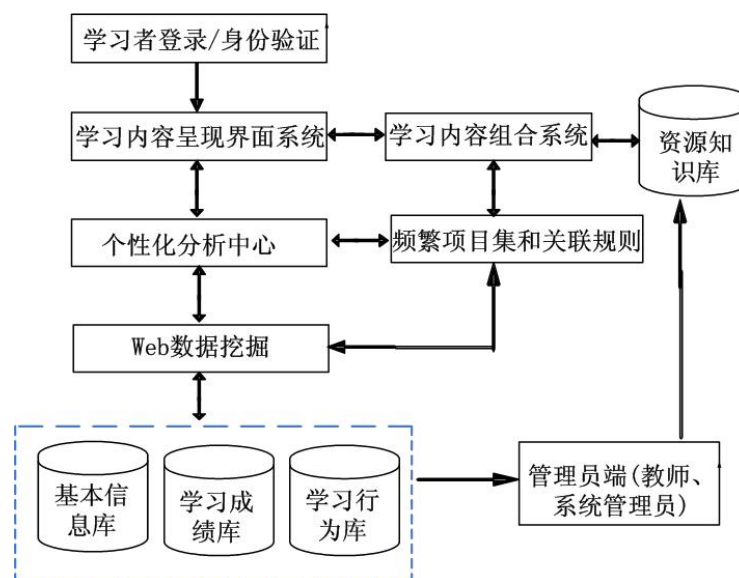 学习者登录/身份验证
学习内容呈现界面系统
学习内容组合系统
资源知
识库
个性化分析中心
频繁项目集和关联规则
Web数据挖掘
基本信
息库
学习成
绩库
学习行
为库
管理员端(教师、
系统管理员)